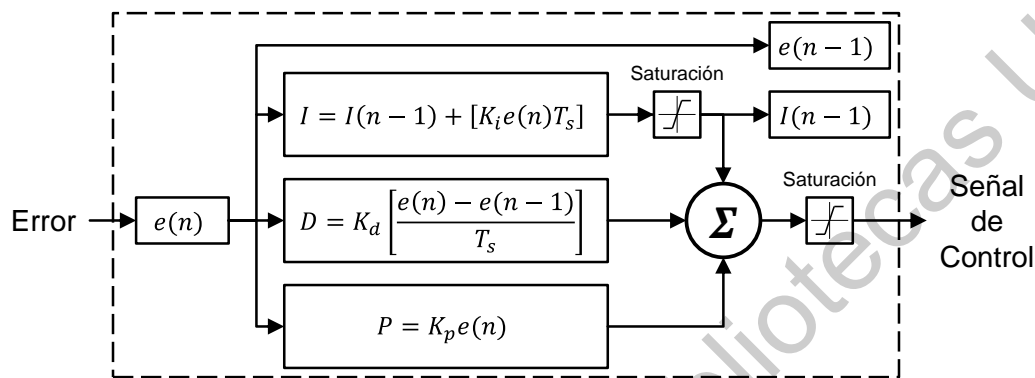 e(n − 1)
Saturación
I = I(n − 1) + [K_i e(n)T_s]
I(n − 1)
Saturación
Error
e(n)
D = K_d [(e(n) − e(n − 1)) / T_s]
Σ
Señal
de
Control
P = K_p e(n)